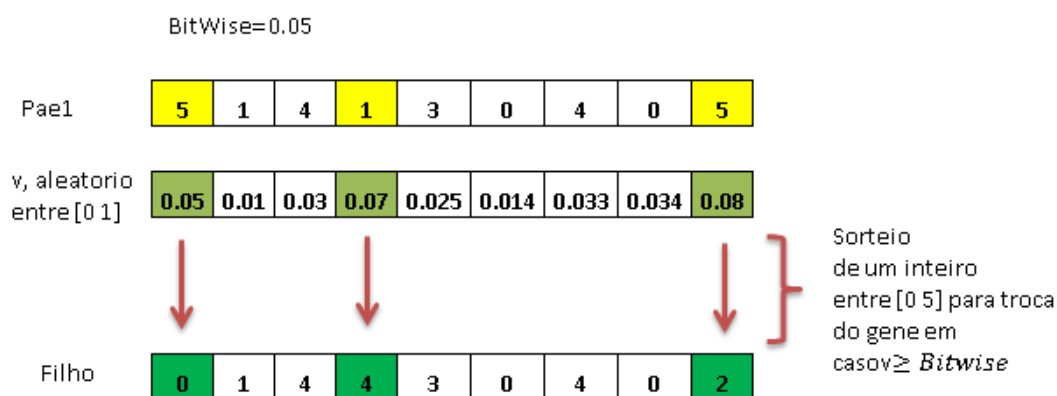 BitWise=0.05
Pae1 5 1 4 1 3 0 4 0 5
v, aleatorio
entre [0 1]
0.05 0.01 0.03 0.07 0.025 0.014 0.033 0.034 0.08
Sorteio
de um inteiro
entre [0 5] para troca
do gene em
casov≥ Bitwise
Filho 0 1 4 4 3 0 4 0 2